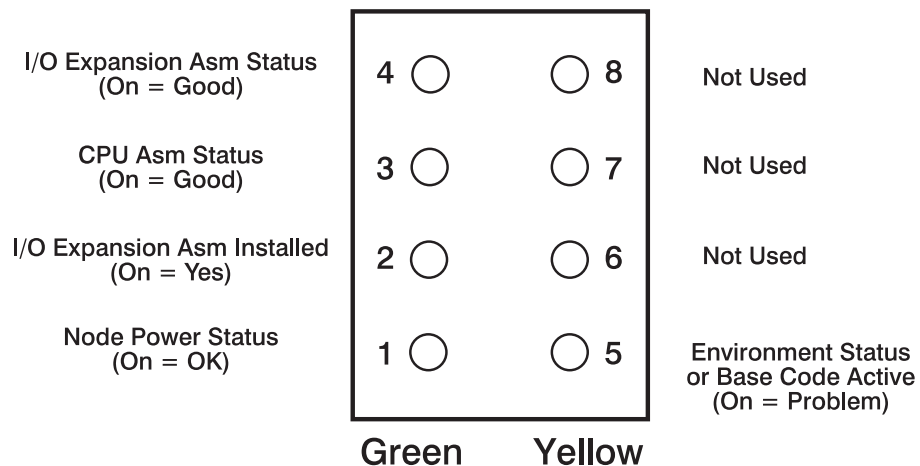 I/O Expansion Asm Status
(On = Good)
4
8
Not Used
CPU Asm Status
(On = Good)
3
7
Not Used
I/O Expansion Asm Installed
(On = Yes)
2
6
Not Used
Node Power Status
(On = OK)
1
5
Environment Status
or Base Code Active
(On = Problem)
Green
Yellow